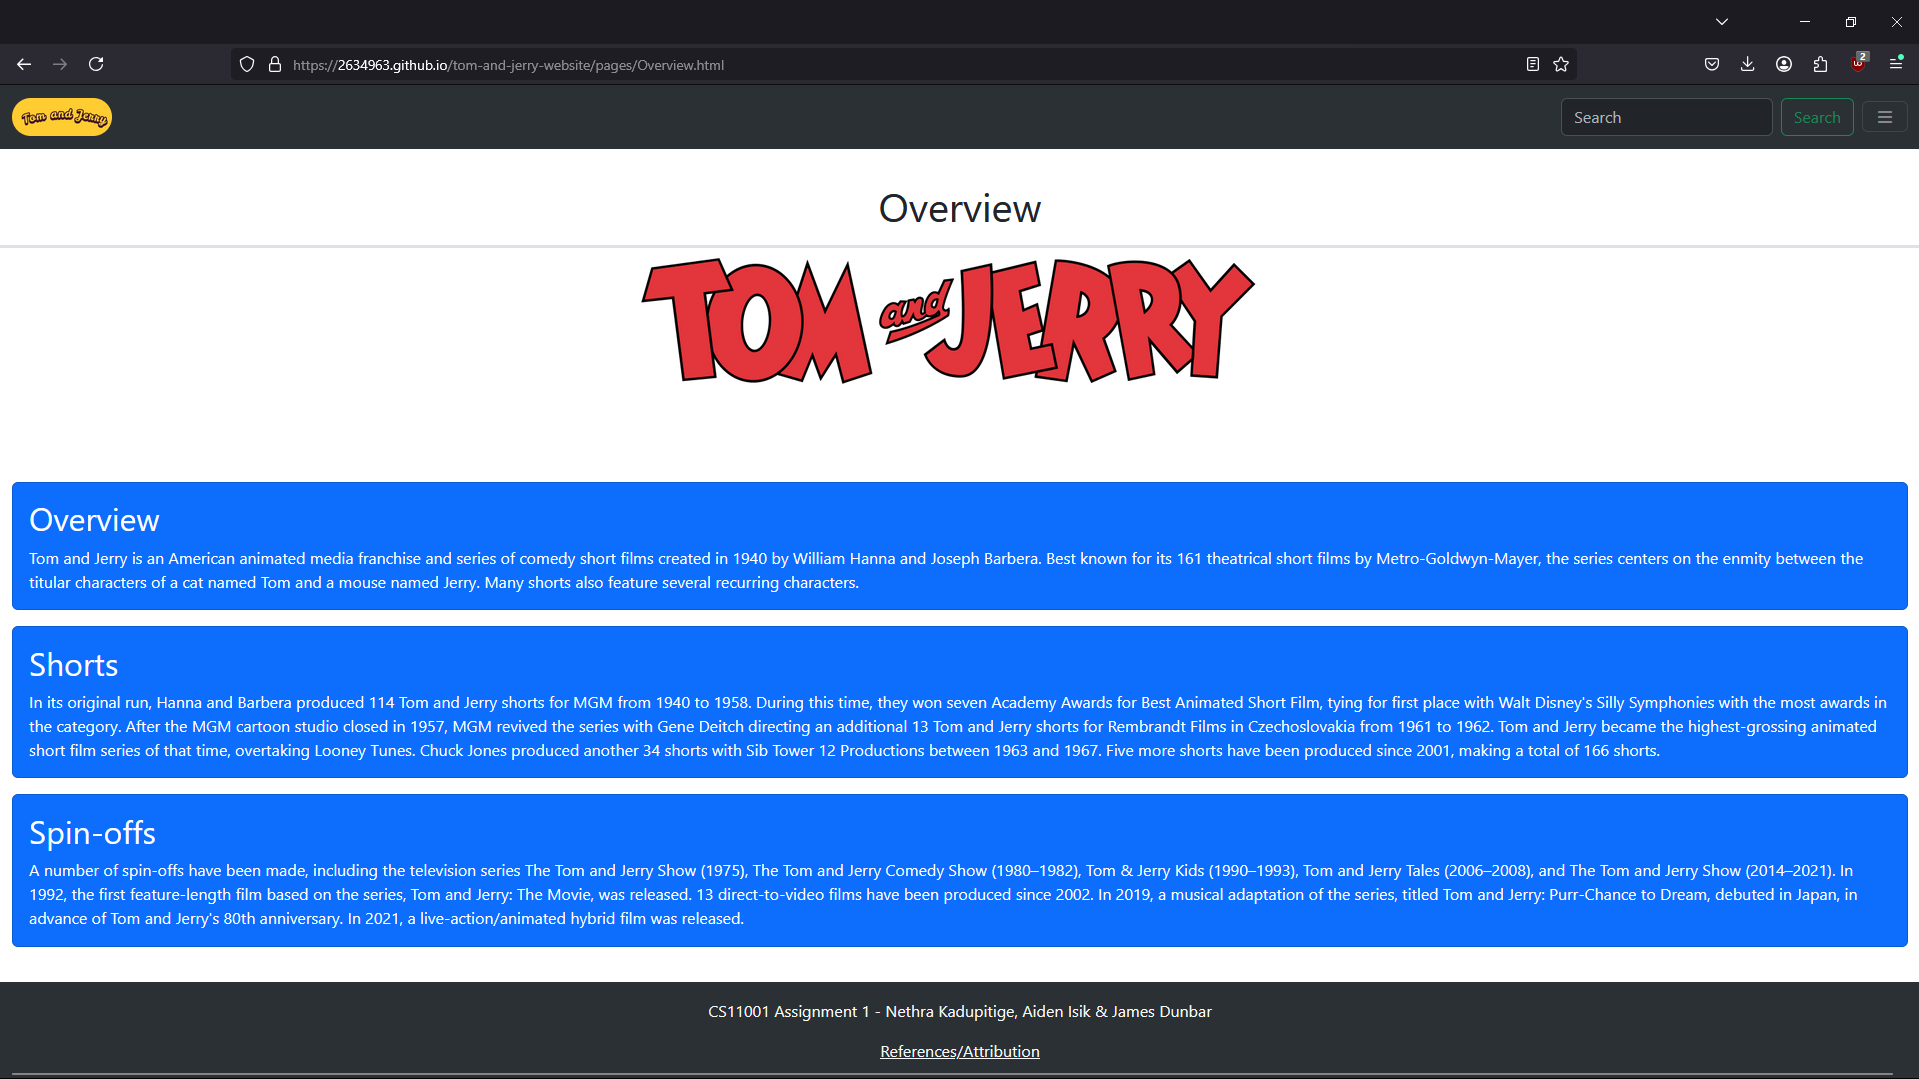 https://2634963.github.io/tom-and-jerry-website/pages/Overview.html
2
Tom and Jerry
Search
Search
Overview
TOM and JERRY
Overview
Tom and Jerry is an American animated media franchise and series of comedy short films created in 1940 by William Hanna and Joseph Barbera. Best known for its 161 theatrical short films by Metro-Goldwyn-Mayer, the series centers on the enmity between the
titular characters of a cat named Tom and a mouse named Jerry. Many shorts also feature several recurring characters.
Shorts
In its original run, Hanna and Barbera produced 114 Tom and Jerry shorts for MGM from 1940 to 1958. During this time, they won seven Academy Awards for Best Animated Short Film, tying for first place with Walt Disney's Silly Symphonies with the most awards in
the category. After the MGM cartoon studio closed in 1957, MGM revived the series with Gene Deitch directing an additional 13 Tom and Jerry shorts for Rembrandt Films in Czechoslovakia from 1961 to 1962. Tom and Jerry became the highest-grossing animated
short film series of that time, overtaking Looney Tunes. Chuck Jones produced another 34 shorts with Sib Tower 12 Productions between 1963 and 1967. Five more shorts have been produced since 2001, making a total of 166 shorts.
Spin-offs
A number of spin-offs have been made, including the television series The Tom and Jerry Show (1975), The Tom and Jerry Comedy Show (1980–1982), Tom & Jerry Kids (1990–1993), Tom and Jerry Tales (2006–2008), and The Tom and Jerry Show (2014–2021). In
1992, the first feature-length film based on the series, Tom and Jerry: The Movie, was released. 13 direct-to-video films have been produced since 2002. In 2019, a musical adaptation of the series, titled Tom and Jerry: Purr-Chance to Dream, debuted in Japan, in
advance of Tom and Jerry's 80th anniversary. In 2021, a live-action/animated hybrid film was released.
CS11001 Assignment 1 - Nethra Kadupitige, Aiden Isik & James Dunbar
References/Attribution